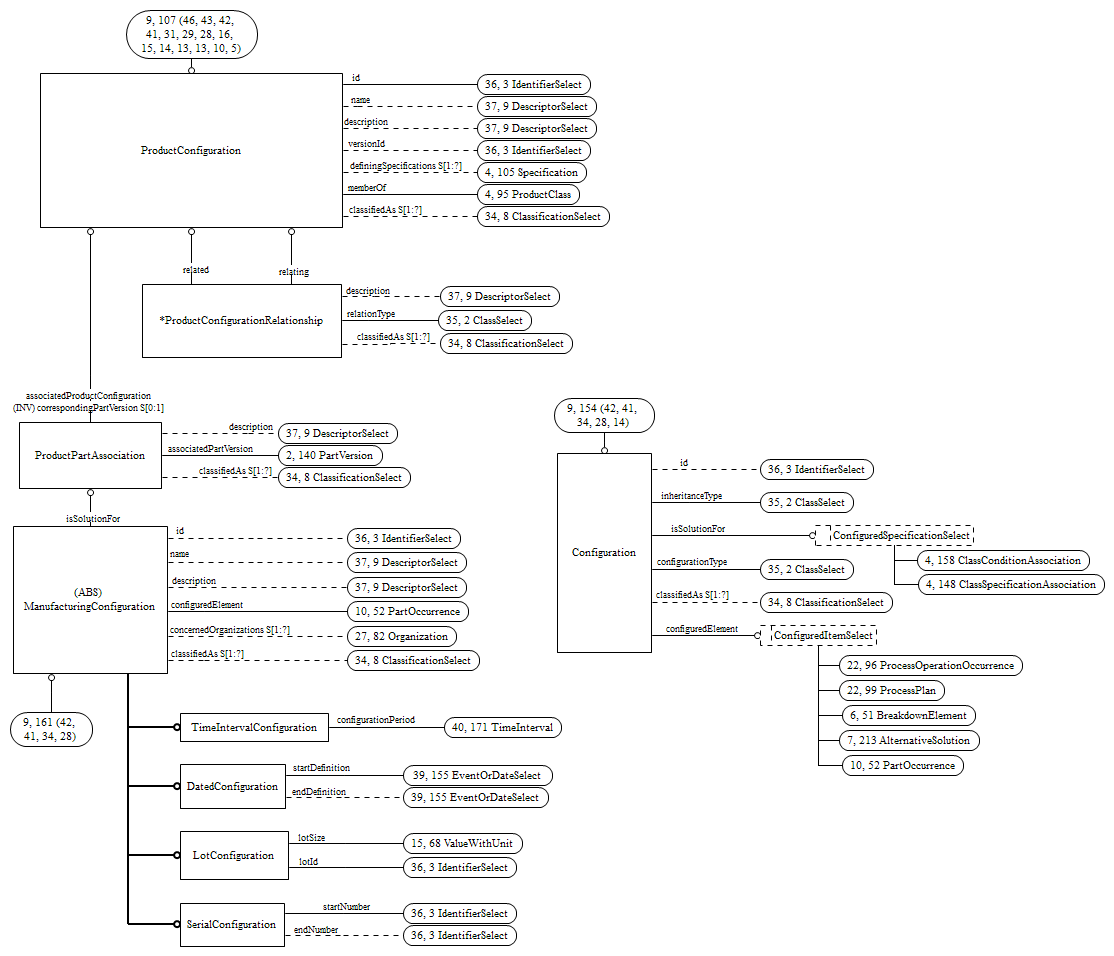 9, 107 (46, 43, 42,
41, 31, 29, 28, 16,
15, 14, 13, 13, 10, 5)
ProductConfiguration
id
36, 3 IdentifierSelect
name
37, 9 DescriptorSelect
description
37, 9 DescriptorSelect
versionId
36, 3 IdentifierSelect
definingSpecifications S[1:?]
4, 105 Specification
memberOf
4, 95 ProductClass
classifiedAs S[1:?]
34, 8 ClassificationSelect
related
relating
*ProductConfigurationRelationship
description
37, 9 DescriptorSelect
relationType
35, 2 ClassSelect
classifiedAs S[1:?]
34, 8 ClassificationSelect
associatedProductConfiguration
(INV) correspondingPartVersion S[0:1]
ProductPartAssociation
description
37, 9 DescriptorSelect
associatedPartVersion
2, 140 PartVersion
classifiedAs S[1:?]
34, 8 ClassificationSelect
isSolutionFor
(ABS)
ManufacturingConfiguration
id
36, 3 IdentifierSelect
name
37, 9 DescriptorSelect
description
37, 9 DescriptorSelect
configuredElement
10, 52 PartOccurrence
concernedOrganizations S[1:?]
27, 82 Organization
classifiedAs S[1:?]
34, 8 ClassificationSelect
9, 161 (42,
41, 34, 28)
TimeIntervalConfiguration
configurationPeriod
40, 171 TimeInterval
DatedConfiguration
startDefinition
39, 155 EventOrDateSelect
endDefinition
39, 155 EventOrDateSelect
LotConfiguration
lotSize
15, 68 ValueWithUnit
lotId
36, 3 IdentifierSelect
SerialConfiguration
startNumber
36, 3 IdentifierSelect
endNumber
36, 3 IdentifierSelect
9, 154 (42, 41,
34, 28, 14)
Configuration
id
36, 3 IdentifierSelect
inheritanceType
35, 2 ClassSelect
isSolutionFor
ConfiguredSpecificationSelect
4, 158 ClassConditionAssociation
4, 148 ClassSpecificationAssociation
configurationType
35, 2 ClassSelect
classifiedAs S[1:?]
34, 8 ClassificationSelect
configuredElement
ConfiguredItemSelect
22, 96 ProcessOperationOccurrence
22, 99 ProcessPlan
6, 51 BreakdownElement
7, 213 AlternativeSolution
10, 52 PartOccurrence